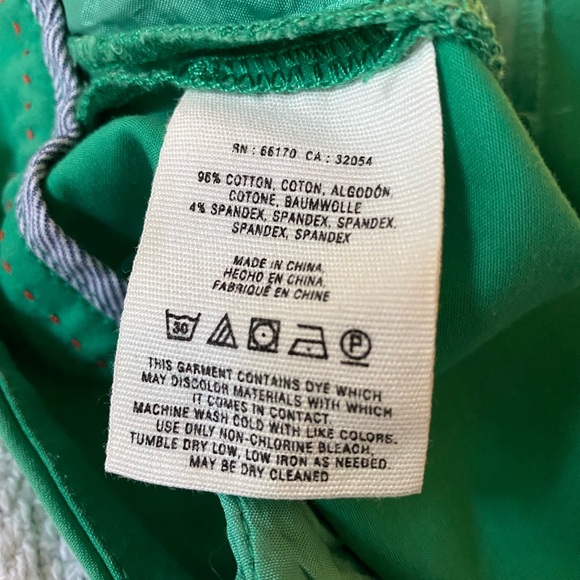 RN : 66170 CA : 32054
96% COTTON, COTON, ALGODÓN,
COTONE, BAUMWOLLE
4% SPANDEX, SPANDEX, SPANDEX,
SPANDEX, SPANDEX
MADE IN CHINA,
HECHO EN CHINA,
FABRIQUÉ EN CHINE
30 P
THIS GARMENT CONTAINS DYE WHICH
MAY DISCOLOR MATERIALS WITH WHICH
IT COMES IN CONTACT.
MACHINE WASH COLD WITH LIKE COLORS.
USE ONLY NON-CHLORINE BLEACH.
TUMBLE DRY LOW, LOW IRON AS NEEDED.
MAY BE DRY CLEANED